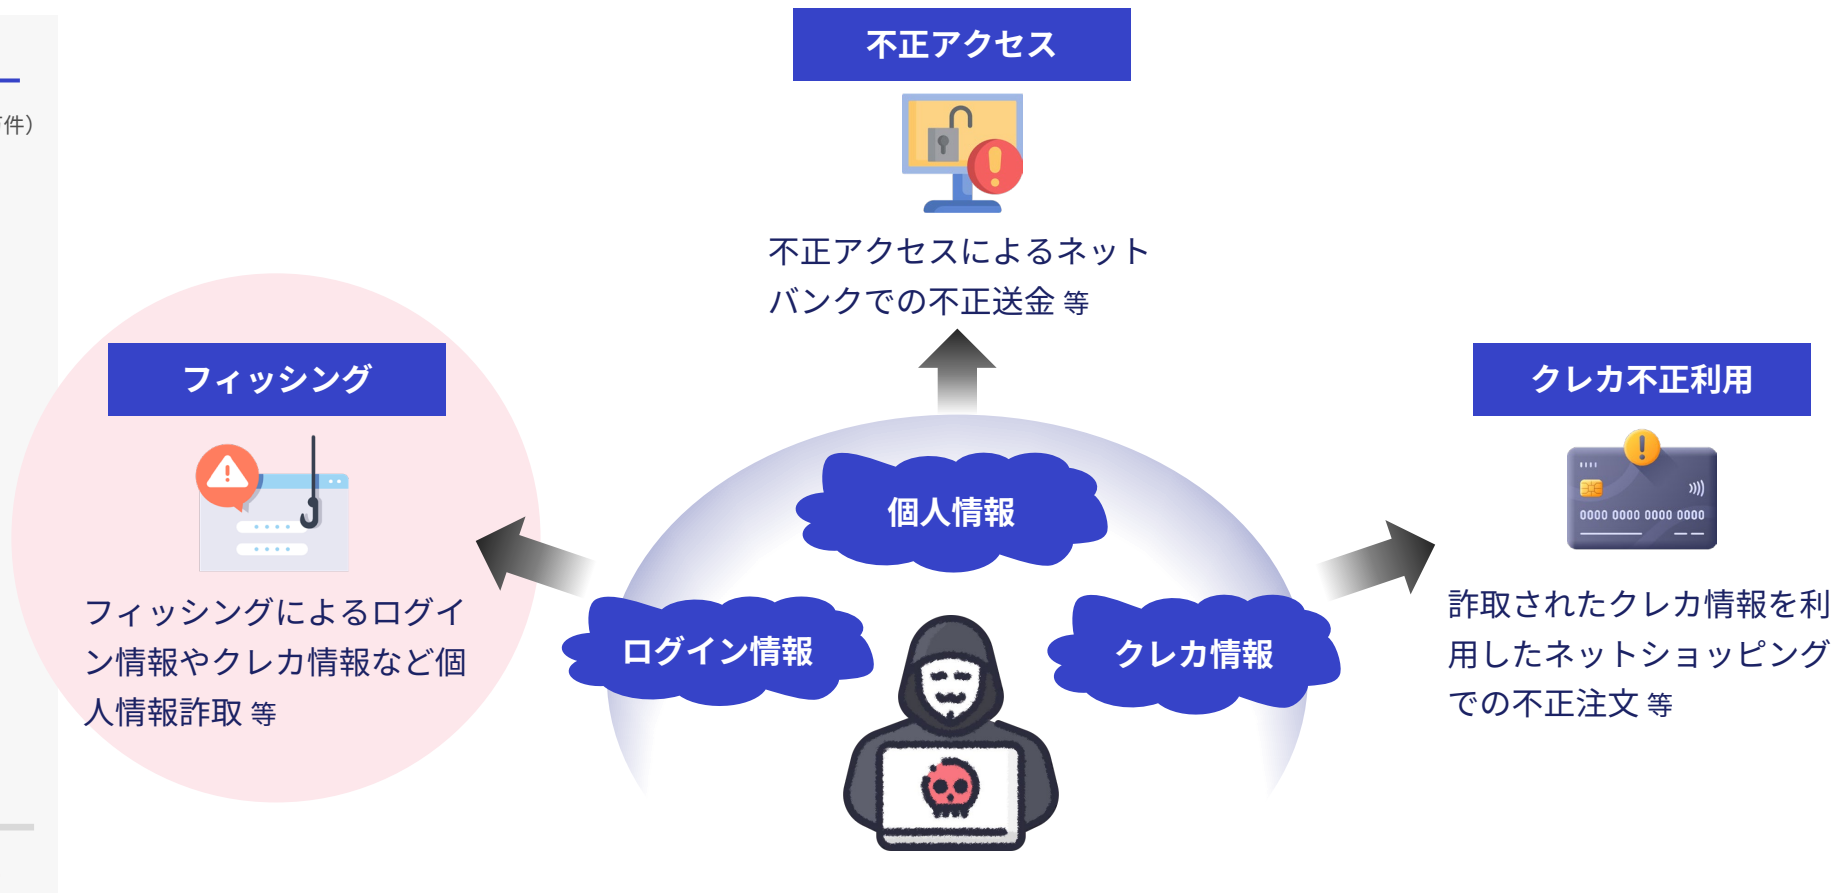 件）
不正アクセス
不正アクセスによるネット
バンクでの不正送金 等
フィッシング
フィッシングによるログイ
ン情報やクレカ情報など個
人情報詐取 等
個人情報
ログイン情報
クレカ情報
クレカ不正利用
0000 0000 0000 0000
詐取されたクレカ情報を利
用したネットショッピング
での不正注文 等